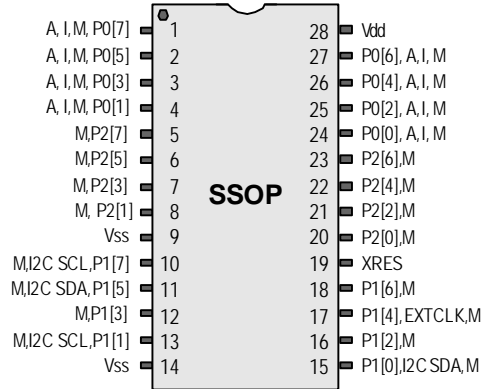 A, I, M, P0[7] 1 28 Vdd
A, I, M, P0[5] 2 27 P0[6], A, I, M
A, I, M, P0[3] 3 26 P0[4], A, I, M
A, I, M, P0[1] 4 25 P0[2], A, I, M
M,P2[7] 5 24 P0[0], A, I, M
M,P2[5] 6 23 P2[6],M
M,P2[3] 7 22 P2[4],M
SSOP
M, P2[1] 8 21 P2[2],M
Vss 9 20 P2[0],M
M,I2C SCL,P1[7] 10 19 XRES
M,I2C SDA,P1[5] 11 18 P1[6],M
M,P1[3] 12 17 P1[4],EXTCLK,M
M,I2C SCL,P1[1] 13 16 P1[2],M
Vss 14 15 P1[0],I2C SDA,M